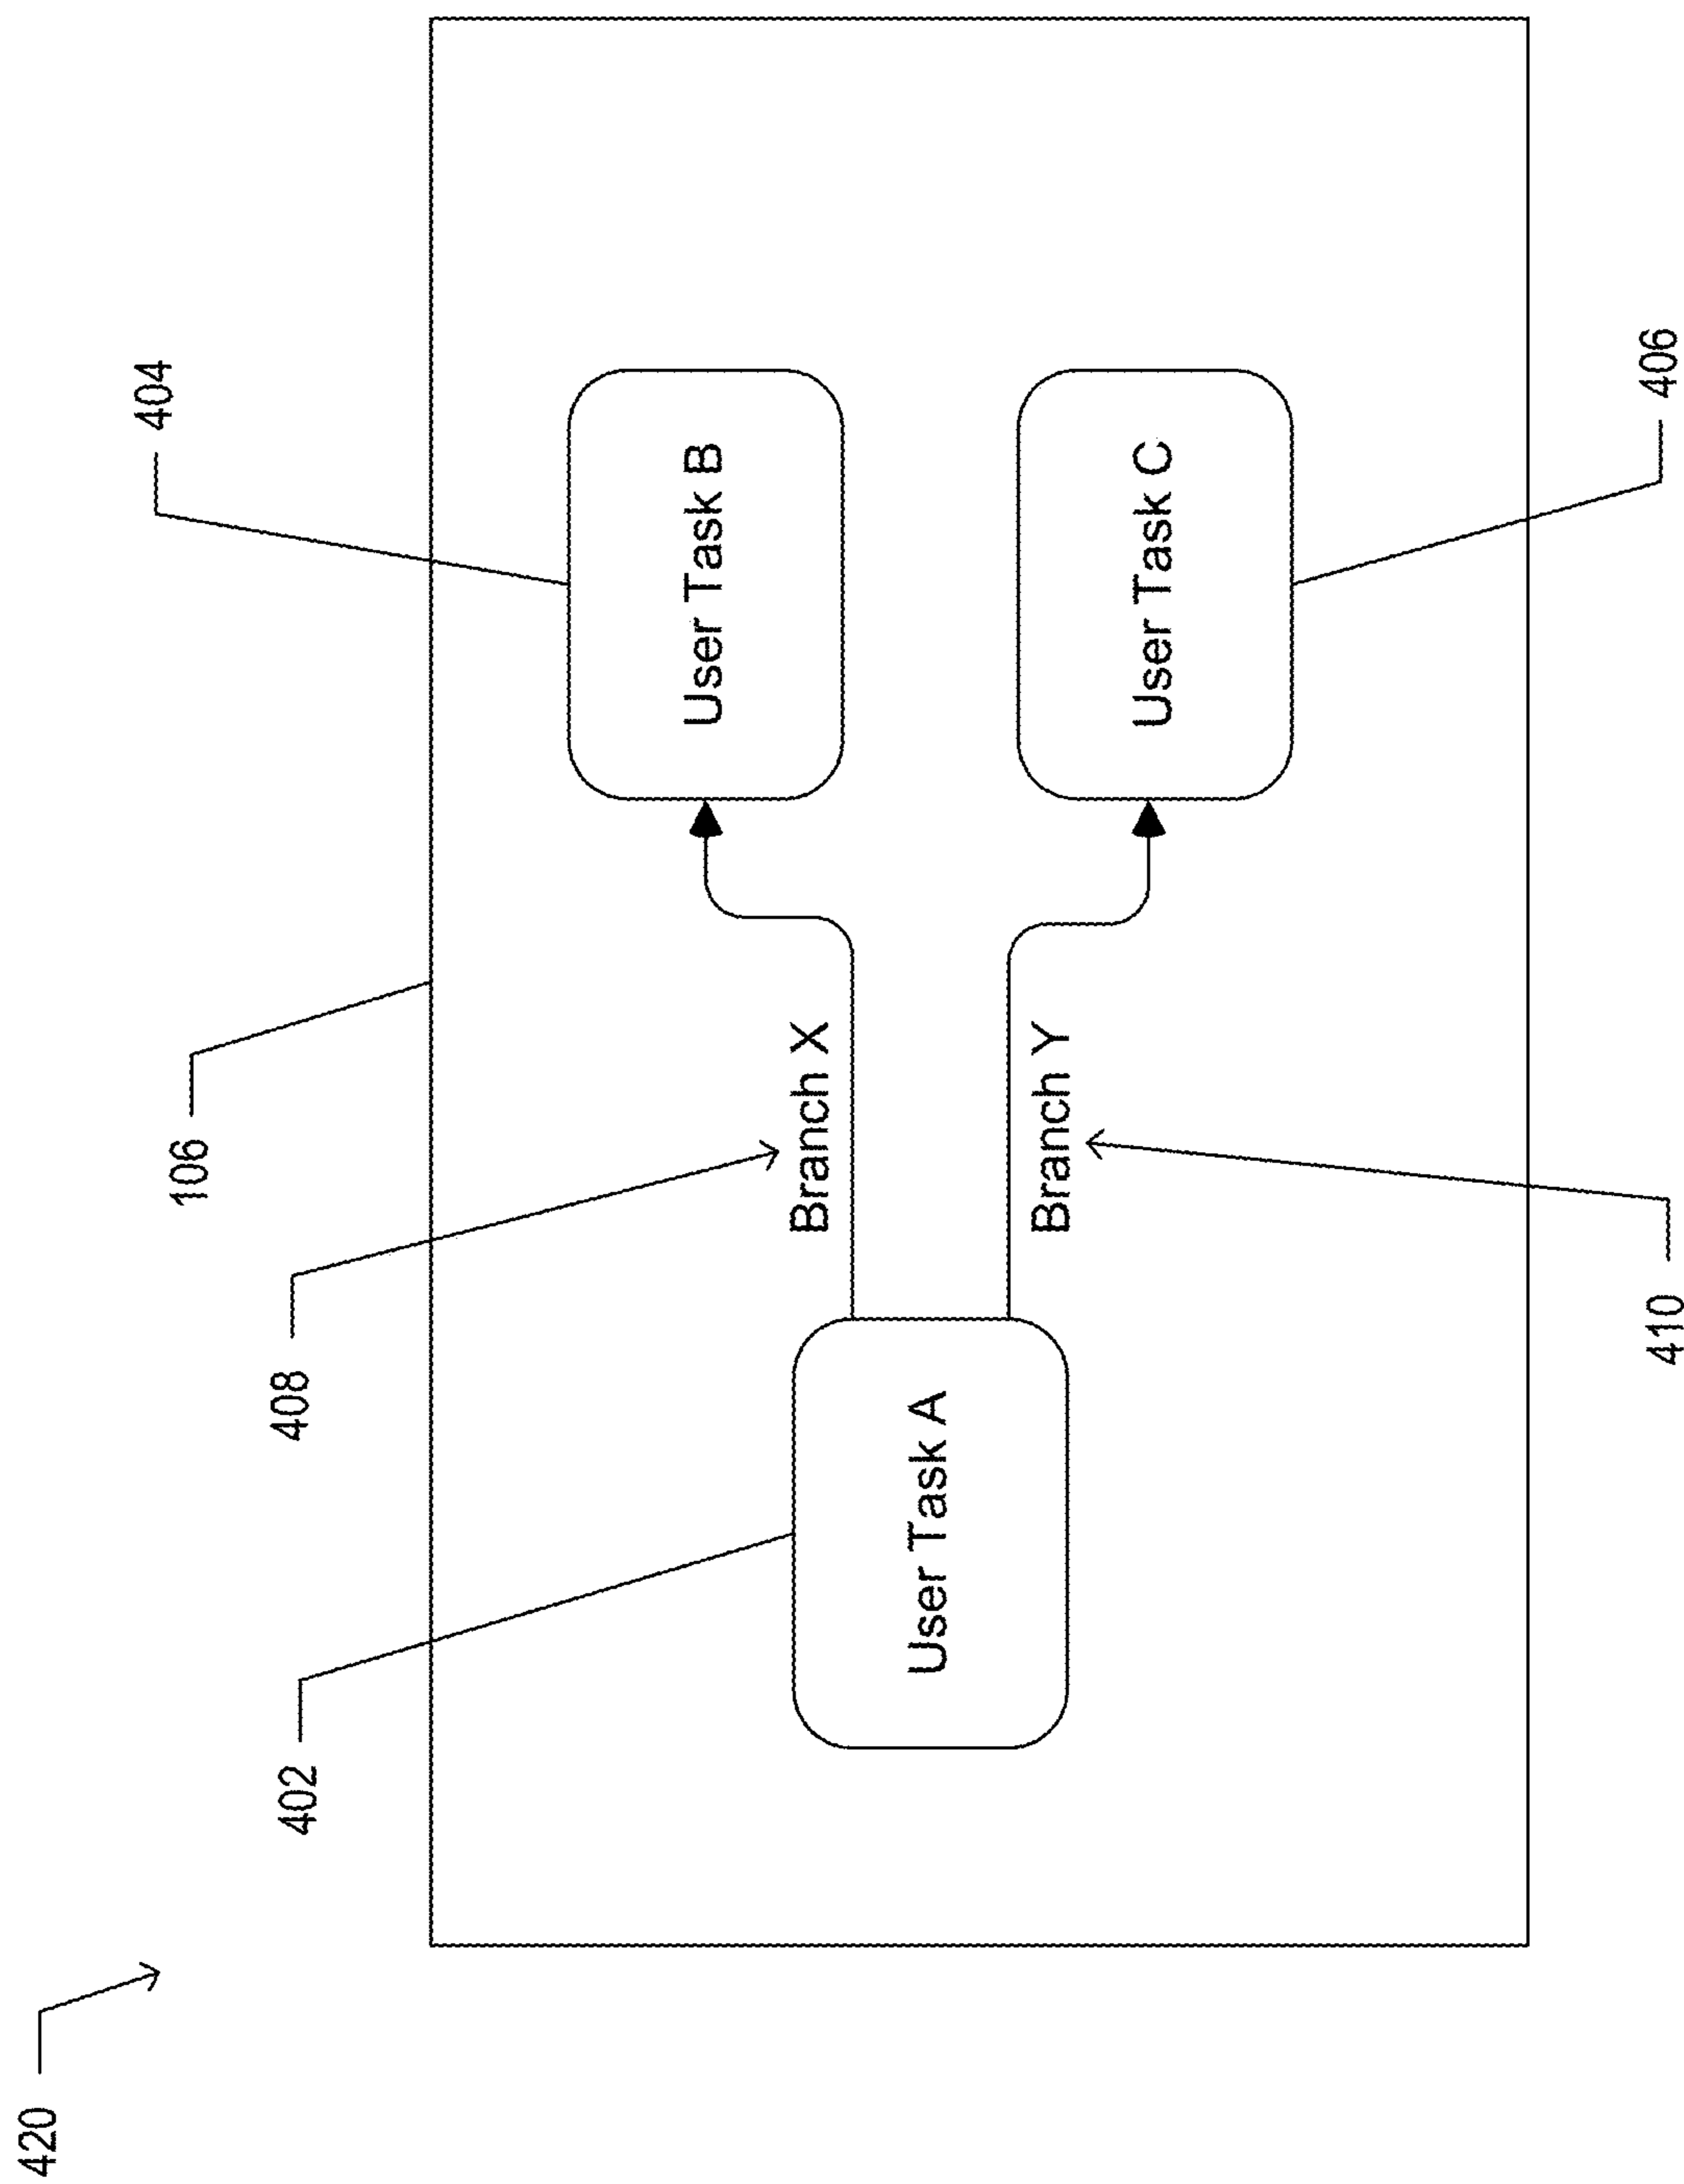 420
402
408
106
404
User Task A
Branch X
Branch Y
User Task B
User Task C
410
406